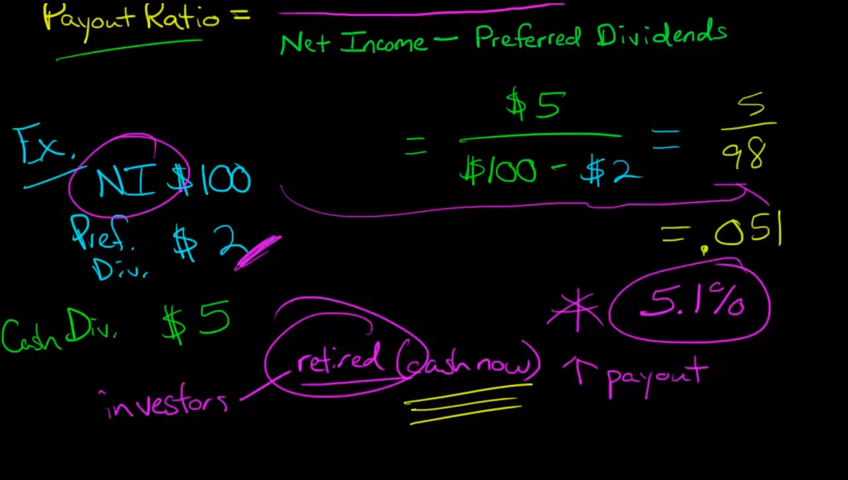 Payout Ratio =
Net Income - Preferred Dividends
Ex.
NI $100
Pref. Div. $2
Cash Div. $5
= $5 / $100 - $2 = 5 / 98
= .051
* 5.1%
investors
retired (cash now)
↑ payout